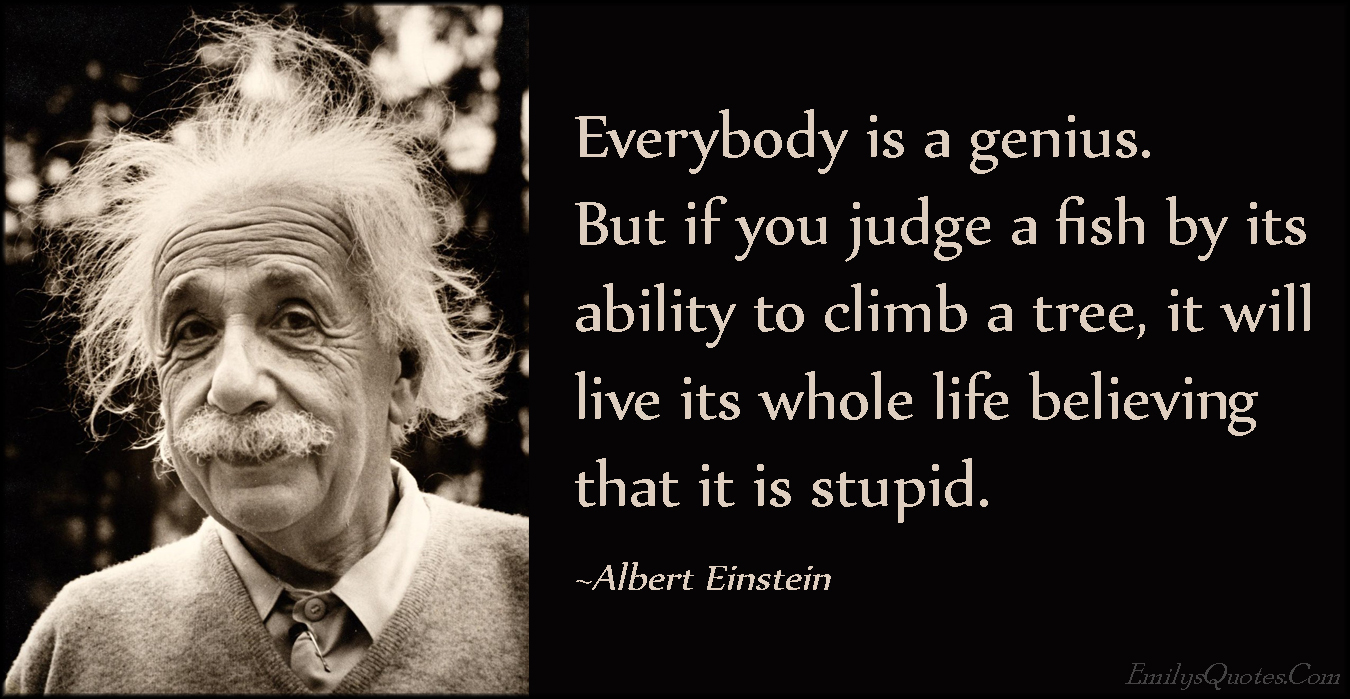 Everybody is a genius.
But if you judge a fish by its
ability to climb a tree, it will
live its whole life believing
that it is stupid.
~Albert Einstein
EmilysQuotes.Com